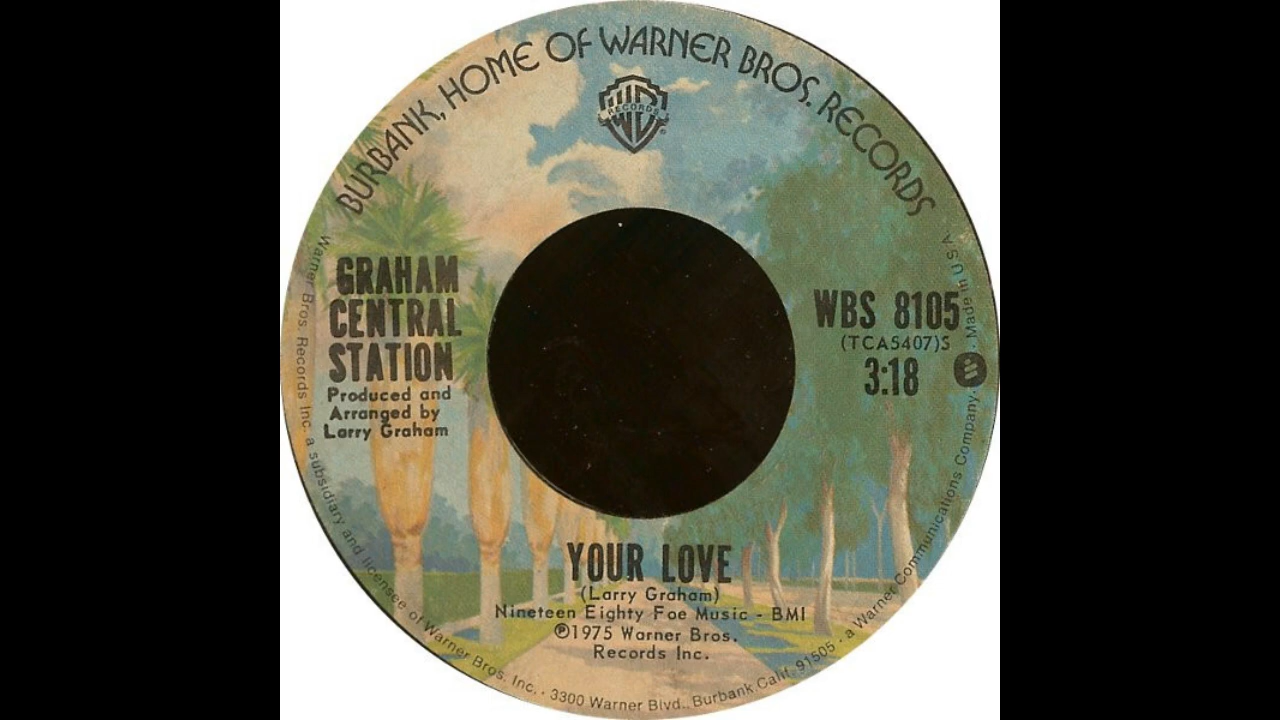 BURBANK, HOME OF WARNER BROS. RECORDS
WB
RECORDS
®
GRAHAM
CENTRAL
STATION
Produced and
Arranged by
Larry Graham
WBS 8105
(TCA5407)S
3:18
YOUR LOVE
(Larry Graham)
Nineteen Eighty Foe Music - BMI
℗1975 Warner Bros.
Records Inc.
Warner Bros. Records Inc. a subsidiary and licensee of Warner Bros. Inc. · 3300 Warner Blvd., Burbank, Calif. 91505 · a Warner Communications Company · Made in U.S.A.